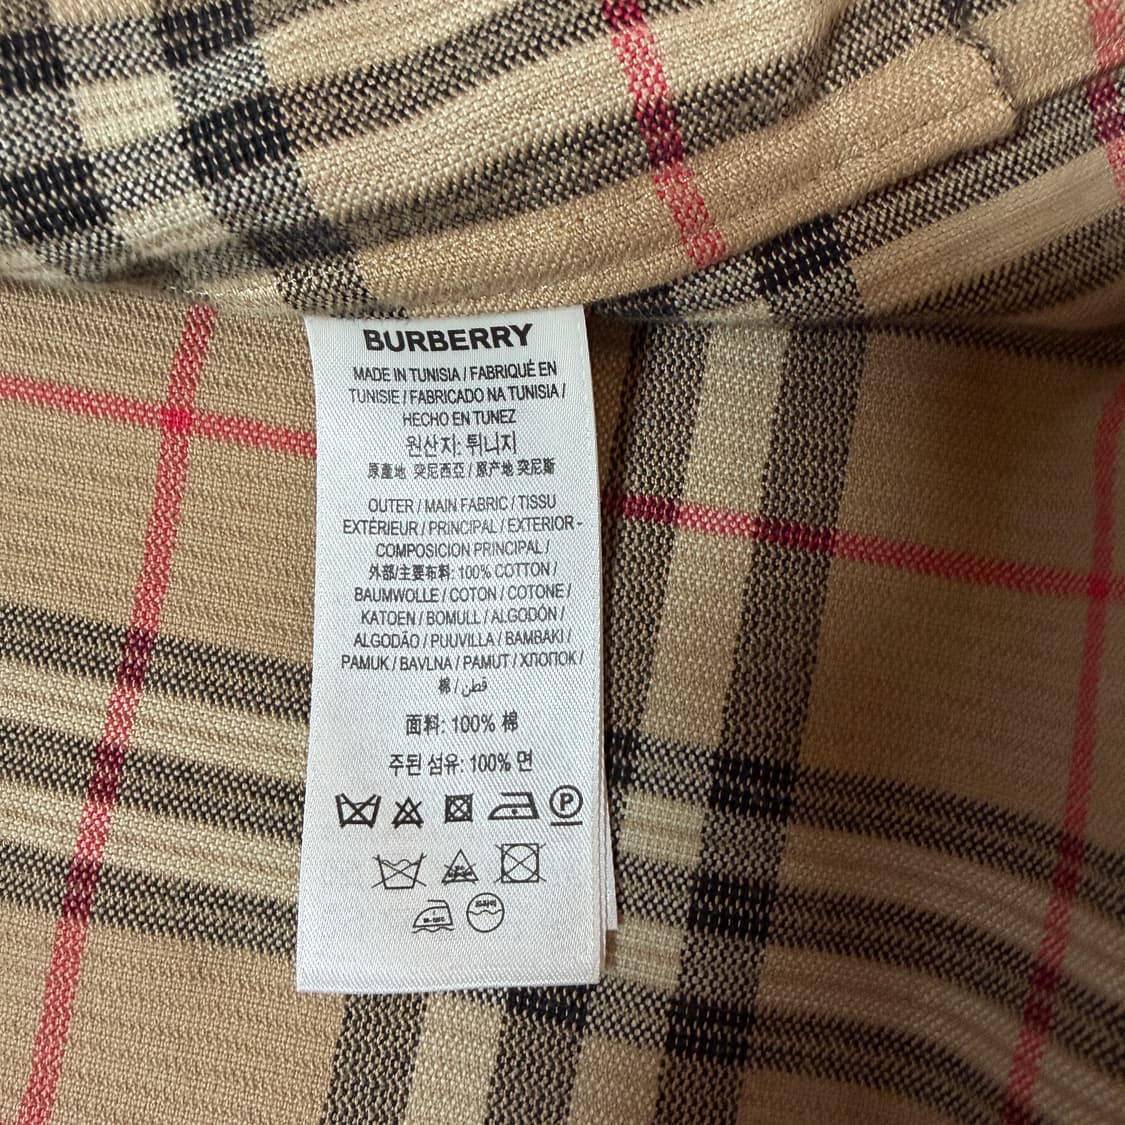 BURBERRY
MADE IN TUNISIA / FABRIQUÉ EN
TUNISIE / FABRICADO NA TUNISIA /
HECHO EN TUNEZ
원산지: 튀니지
原產地 突尼西亞 / 原产地 突尼斯
OUTER / MAIN FABRIC / TISSU
EXTÉRIEUR / PRINCIPAL / EXTERIOR -
COMPOSICION PRINCIPAL /
外部/主要布料: 100% COTTON /
BAUMWOLLE / COTON / COTONE /
KATOEN / BOMULL / ALGODÓN /
ALGODÃO / PUUVILLA / BAMBAKI /
PAMUK / BAVLNA / PAMUT / ХЛОПОК /
棉 / قطن
面料: 100% 棉
주된 섬유: 100% 면
P
드라이